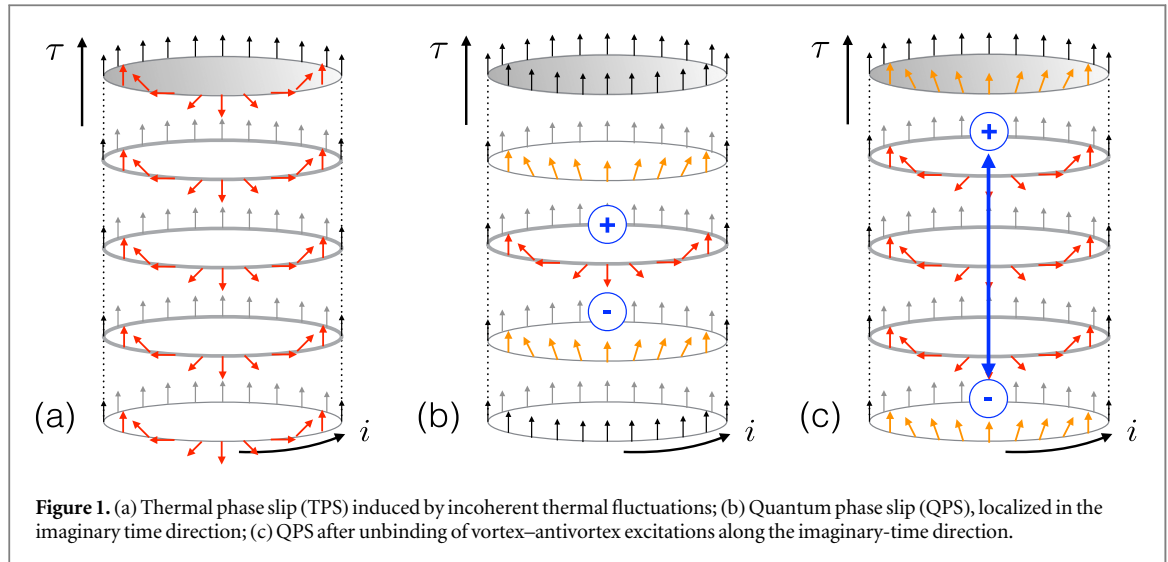 τ
τ
τ
+
+
-
-
(a)
i
(b)
i
(c)
i
Figure 1. (a) Thermal phase slip (TPS) induced by incoherent thermal fluctuations; (b) Quantum phase slip (QPS), localized in the
imaginary time direction; (c) QPS after unbinding of vortex–antivortex excitations along the imaginary-time direction.